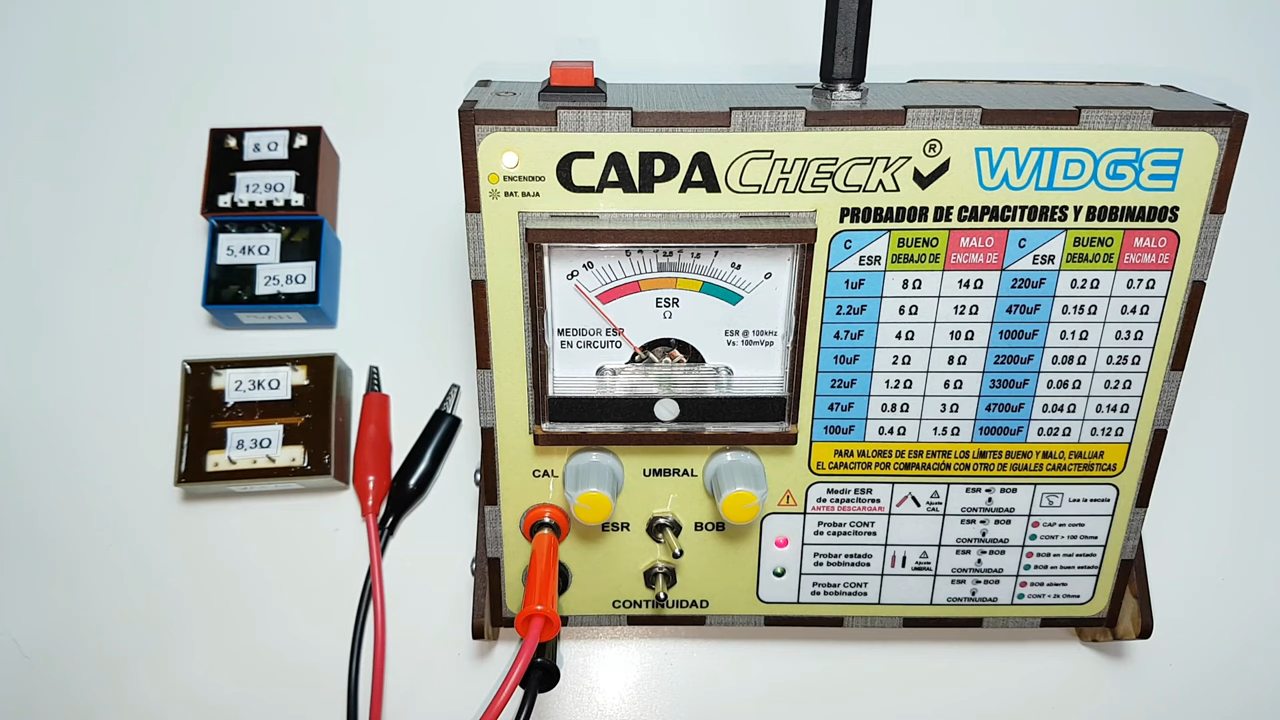 & Ω
12,9Ω
5,4KΩ
25,8Ω
2,3KΩ
8,3Ω
ENCENDIDO
BAT. BAJA
CAPACHECK ®
WIDGE
PROBADOR DE CAPACITORES Y BOBINADOS
∞ 10 5 2.5 1 0.5 0
ESR
Ω
MEDIDOR ESR
EN CIRCUITO
ESR @ 100kHz
Vs: 100mVpp
C ESR BUENO DEBAJO DE MALO ENCIMA DE C ESR BUENO DEBAJO DE MALO ENCIMA DE
1uF 8 Ω 14 Ω 220uF 0.2 Ω 0.7 Ω
2.2uF 6 Ω 12 Ω 470uF 0.15 Ω 0.4 Ω
4.7uF 4 Ω 10 Ω 1000uF 0.1 Ω 0.3 Ω
10uF 2 Ω 8 Ω 2200uF 0.08 Ω 0.25 Ω
22uF 1.2 Ω 6 Ω 3300uF 0.06 Ω 0.2 Ω
47uF 0.8 Ω 3 Ω 4700uF 0.04 Ω 0.14 Ω
100uF 0.4 Ω 1.5 Ω 10000uF 0.02 Ω 0.12 Ω
PARA VALORES DE ESR ENTRE LOS LÍMITES BUENO Y MALO, EVALUAR
EL CAPACITOR POR COMPARACIÓN CON OTRO DE IGUALES CARACTERÍSTICAS
CAL
UMBRAL
ESR
BOB
CONTINUIDAD
Medir ESR
de capacitores
ANTES DESCARGAR!
Ajuste
CAL
ESR BOB
CONTINUIDAD
Lea la escala
Probar CONT
de capacitores
ESR BOB
CONTINUIDAD
CAP en corto
CONT > 100 Ohms
Probar estado
de bobinados
Ajuste
UMBRAL
ESR BOB
CONTINUIDAD
BOB en mal estado
BOB en buen estado
Probar CONT
de bobinados
ESR BOB
CONTINUIDAD
BOB abierto
CONT < 2k Ohms